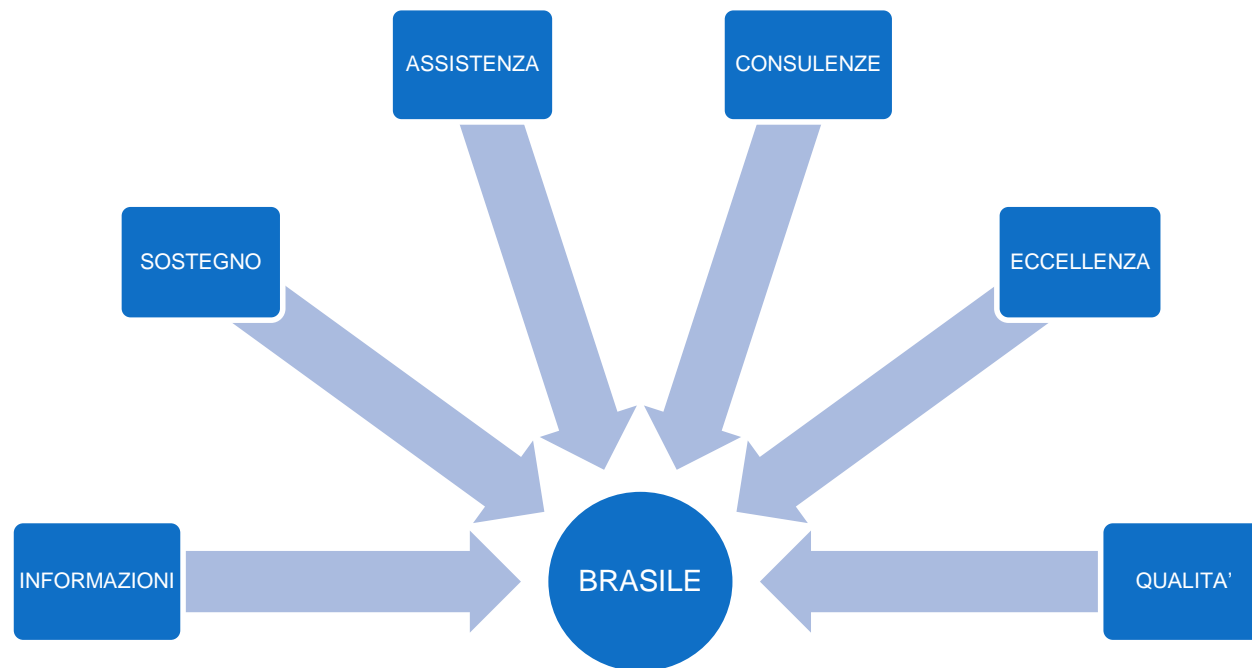 ASSISTENZA
CONSULENZE
SOSTEGNO
ECCELLENZA
INFORMAZIONI
BRASILE
QUALITA’